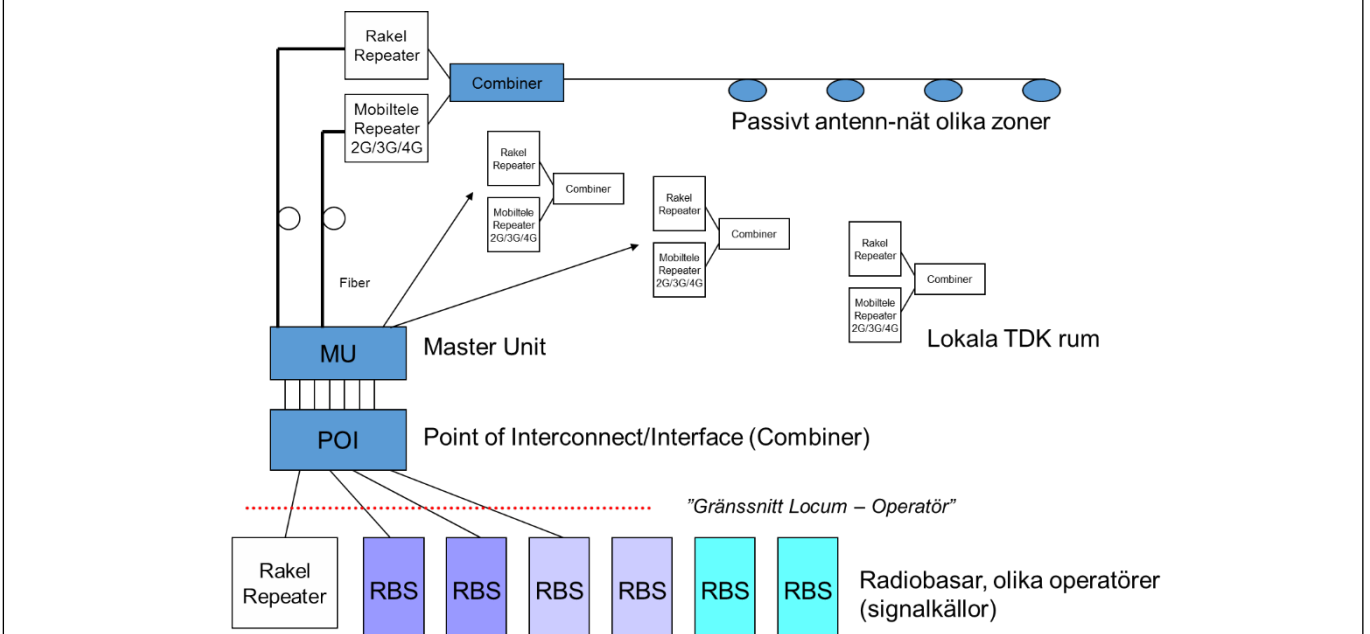 Rakel
Repeater
Combiner
Mobiltele
Repeater
2G/3G/4G
Passivt antenn-nät olika zoner
Rakel
Repeater
Combiner
Mobiltele
Repeater
2G/3G/4G
Rakel
Repeater
Combiner
Mobiltele
Repeater
2G/3G/4G
Rakel
Repeater
Combiner
Mobiltele
Repeater
2G/3G/4G
Lokala TDK rum
Fiber
MU
Master Unit
POI
Point of Interconnect/Interface (Combiner)
”Gränssnitt Locum – Operatör”
Rakel
Repeater
RBS
RBS
RBS
RBS
RBS
RBS
Radiobasar, olika operatörer
(signalkällor)